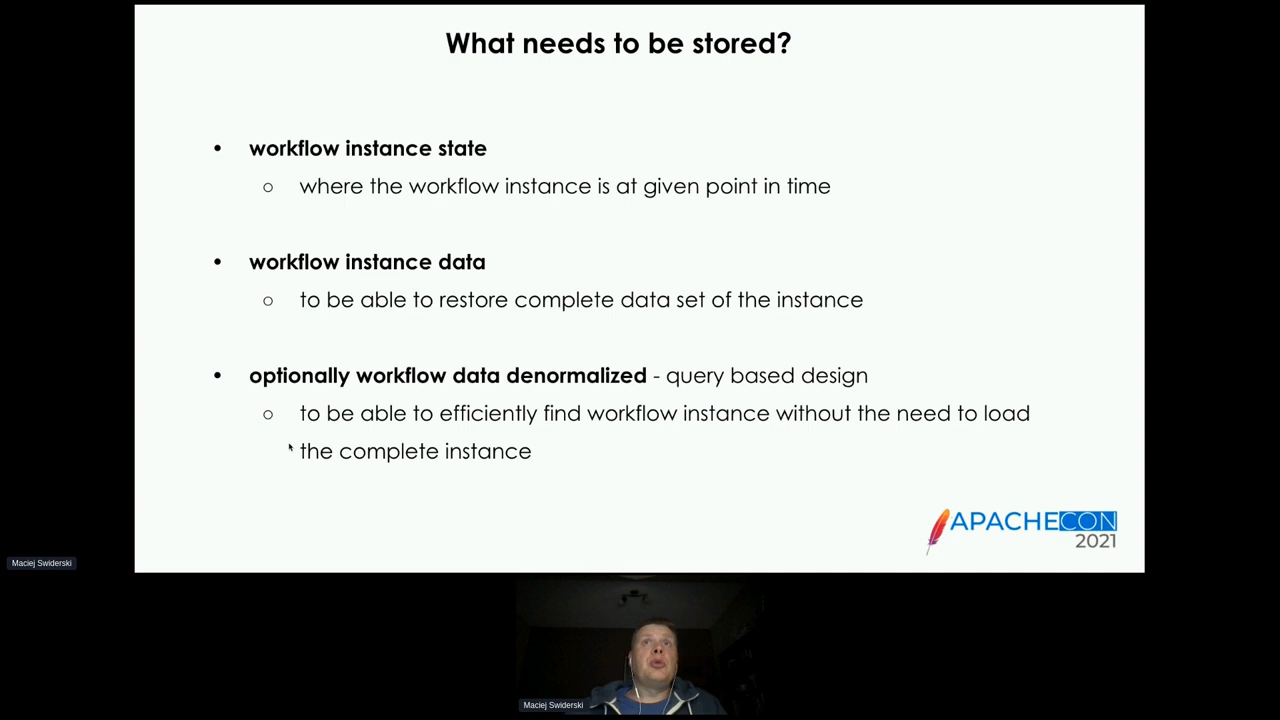 What needs to be stored?
• workflow instance state
○ where the workflow instance is at given point in time
• workflow instance data
○ to be able to restore complete data set of the instance
• optionally workflow data denormalized - query based design
○ to be able to efficiently find workflow instance without the need to load
the complete instance
APACHECON
2021
Maciej Swiderski
Maciej Swiderski